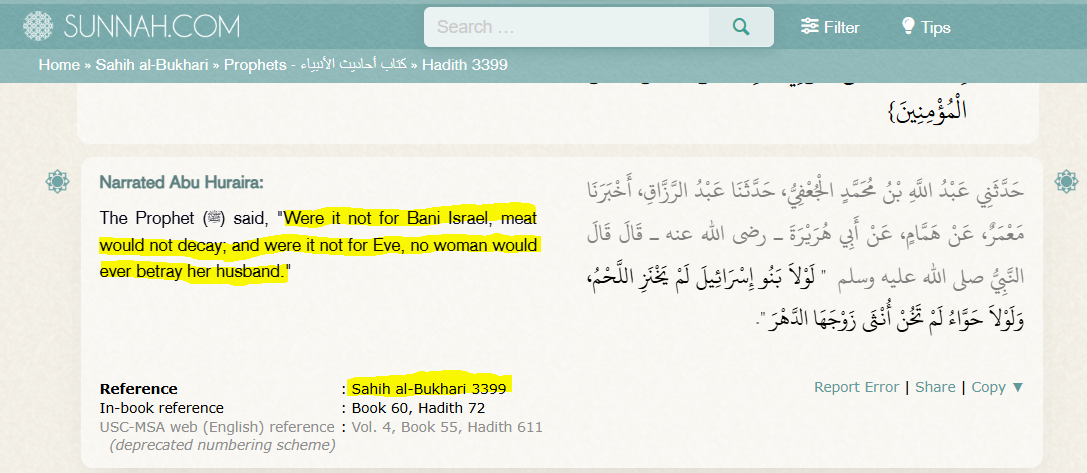 SUNNAH.COM
Search ...
Filter
Tips
Home » Sahih al-Bukhari » Prophets - كتاب أحاديث الأنبياء » Hadith 3399
الْمُؤْمِنِينَ}
Narrated Abu Huraira:
The Prophet (ﷺ) said, "Were it not for Bani Israel, meat
would not decay; and were it not for Eve, no woman would
ever betray her husband."
حَدَّثَنِي عَبْدُ اللَّهِ بْنُ مُحَمَّدٍ الْجُعْفِيُّ، حَدَّثَنَا عَبْدُ الرَّزَّاقِ، أَخْبَرَنَا
مَعْمَرٌ، عَنْ هَمَّامٍ، عَنْ أَبِي هُرَيْرَةَ ـ رضى الله عنه ـ قَالَ قَالَ
النَّبِيُّ صلى الله عليه وسلم ‏ "‏ لَوْلاَ بَنُو إِسْرَائِيلَ لَمْ يَخْنَزِ اللَّحْمُ،
وَلَوْلاَ حَوَّاءُ لَمْ تَخُنْ أُنْثَى زَوْجَهَا الدَّهْرَ ‏"‏‏.‏
Reference : Sahih al-Bukhari 3399
In-book reference : Book 60, Hadith 72
USC-MSA web (English) reference : Vol. 4, Book 55, Hadith 611
(deprecated numbering scheme)
Report Error | Share | Copy ▼